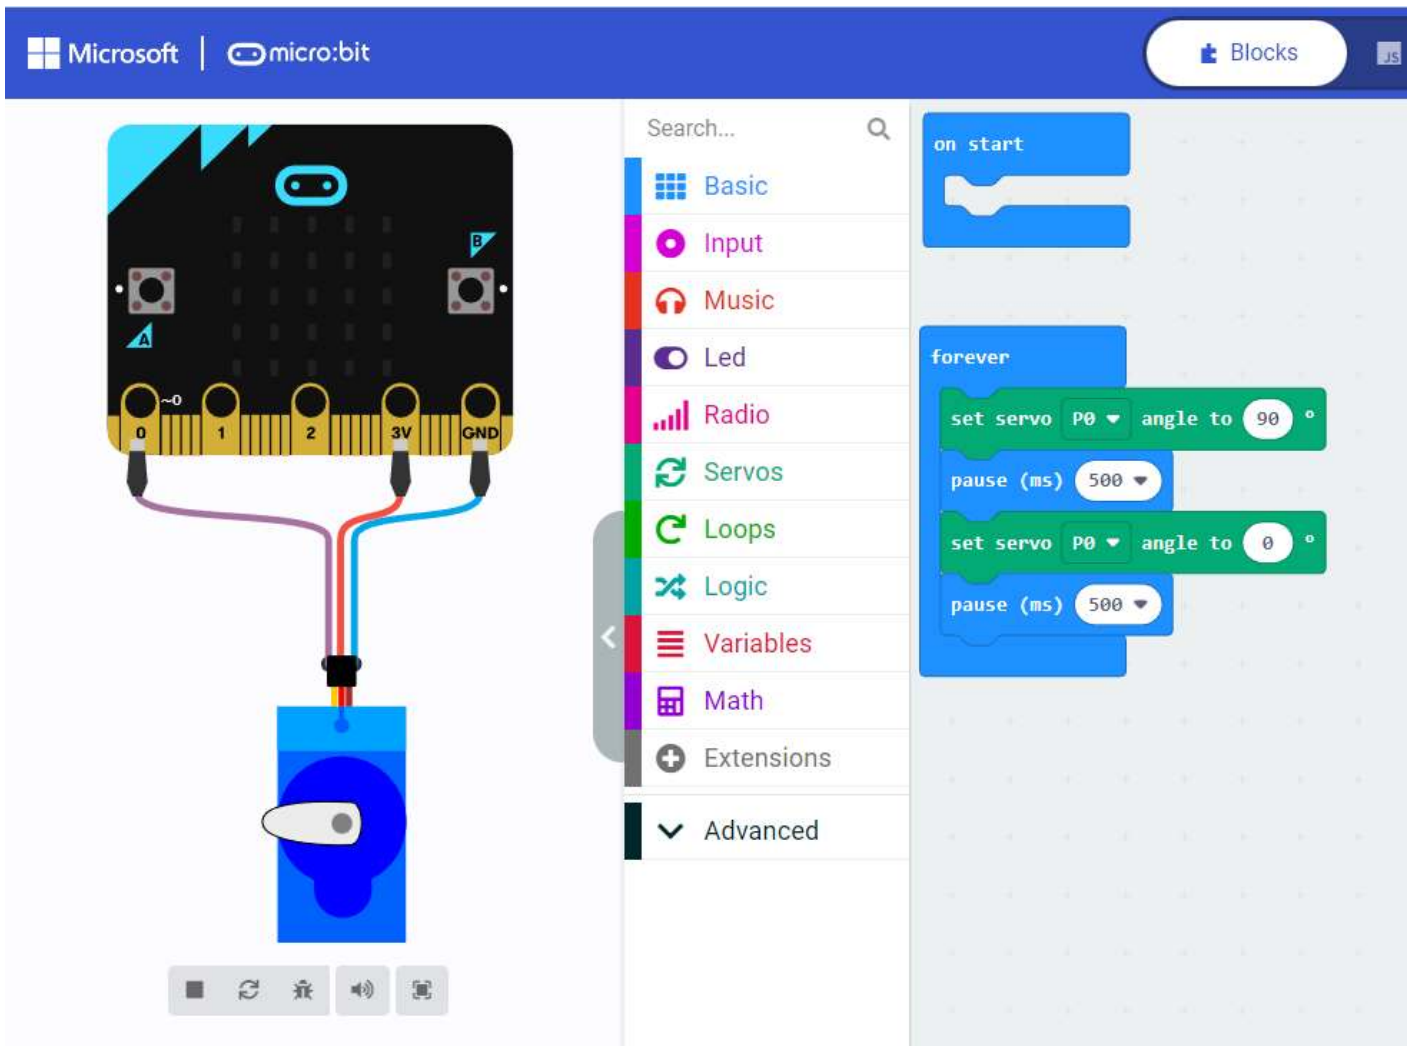 Microsoft | micro:bit
Blocks
JS
A
B
~0
0 1 2 3V GND
Search...
Basic
Input
Music
Led
Radio
Servos
Loops
Logic
Variables
Math
Extensions
Advanced
on start
forever
set servo P0 angle to 90 °
pause (ms) 500
set servo P0 angle to 0 °
pause (ms) 500